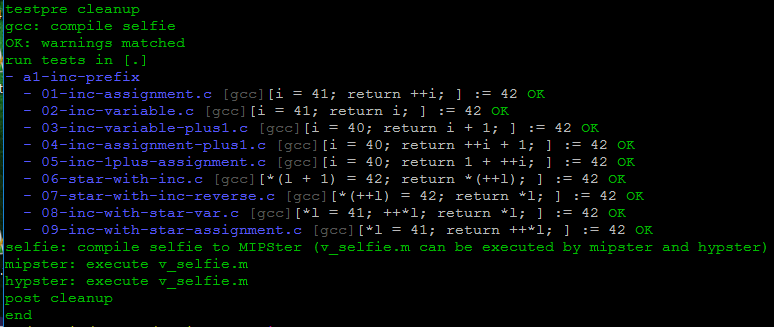 testpre cleanup
gcc: compile selfie
OK: warnings matched
run tests in [.]
- a1-inc-prefix
- 01-inc-assignment.c [gcc][i = 41; return ++i; ] := 42 OK
- 02-inc-variable.c [gcc][i = 41; return i; ] := 42 OK
- 03-inc-variable-plus1.c [gcc][i = 40; return i + 1; ] := 42 OK
- 04-inc-assignment-plus1.c [gcc][i = 40; return ++i + 1; ] := 42 OK
- 05-inc-1plus-assignment.c [gcc][i = 40; return 1 + ++i; ] := 42 OK
- 06-star-with-inc.c [gcc][*(l + 1) = 42; return *(++l); ] := 42 OK
- 07-star-with-inc-reverse.c [gcc][*(++l) = 42; return *l; ] := 42 OK
- 08-inc-with-star-var.c [gcc][*l = 41; ++*l; return *l; ] := 42 OK
- 09-inc-with-star-assignment.c [gcc][*l = 41; return ++*l; ] := 42 OK
selfie: compile selfie to MIPSter (v_selfie.m can be executed by mipster and hypster)
mipster: execute v_selfie.m
hypster: execute v_selfie.m
post cleanup
end